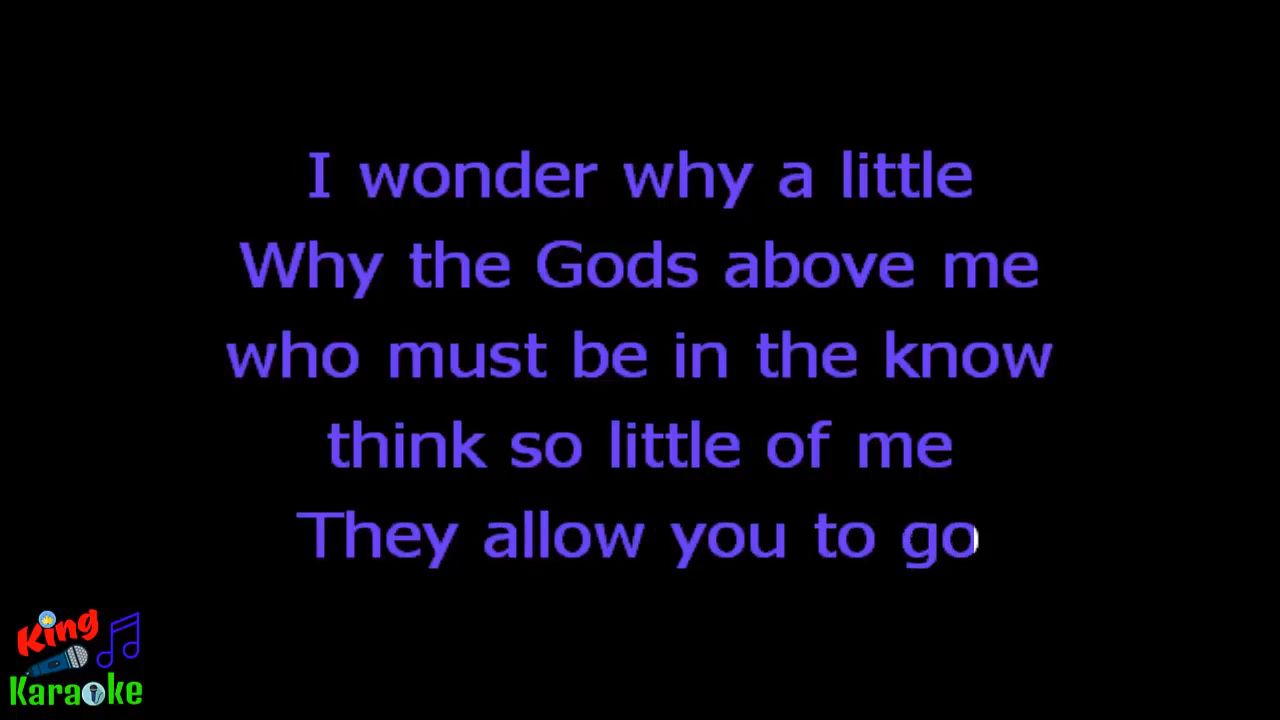 I wonder why a little
Why the Gods above me
who must be in the know
think so little of me
They allow you to go
King
Karaoke